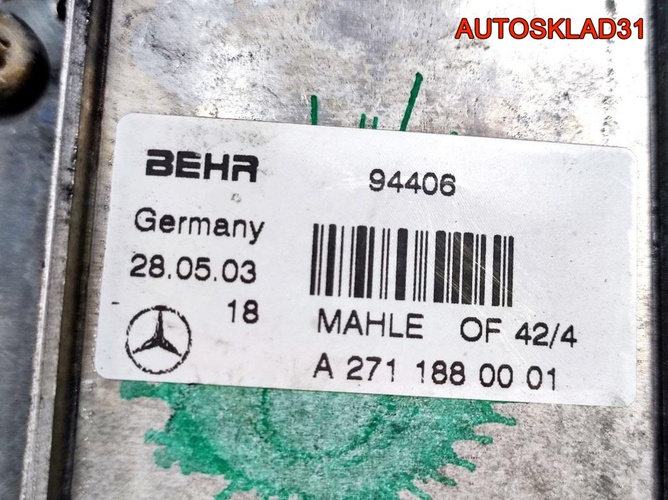 AUTOSKLAD31
BEHR 94406
Germany
28.05.03
18
MAHLE OF 42/4
A 271 188 00 01